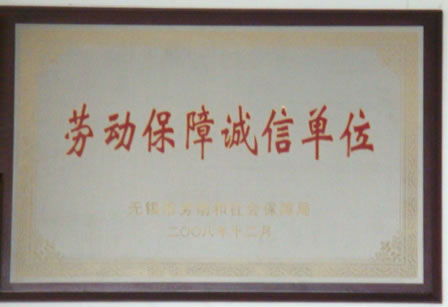 劳动保障诚信单位
无锡市劳动和社会保障局
二〇〇八年十二月